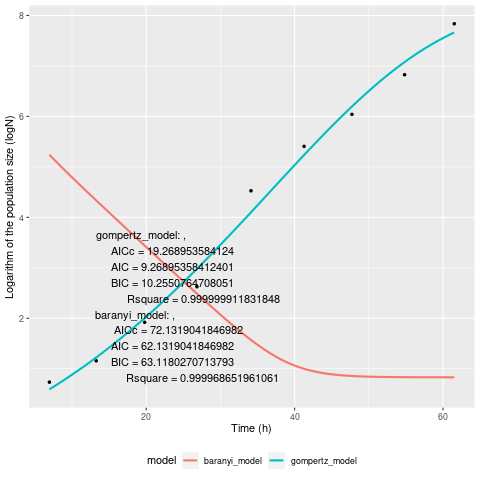 8
6
4
2
Logarithm of the population size (logN)
gompertz_model: ,
AICc = 19.268953584124
AIC = 9.26895358412401
BIC = 10.2550764708051
Rsquare = 0.999999911831848
baranyi_model: ,
AICc = 72.1319041846982
AIC = 62.1319041846982
BIC = 63.1180270713793
Rsquare = 0.999968651961061
20
40
60
Time (h)
model
baranyi_model
gompertz_model